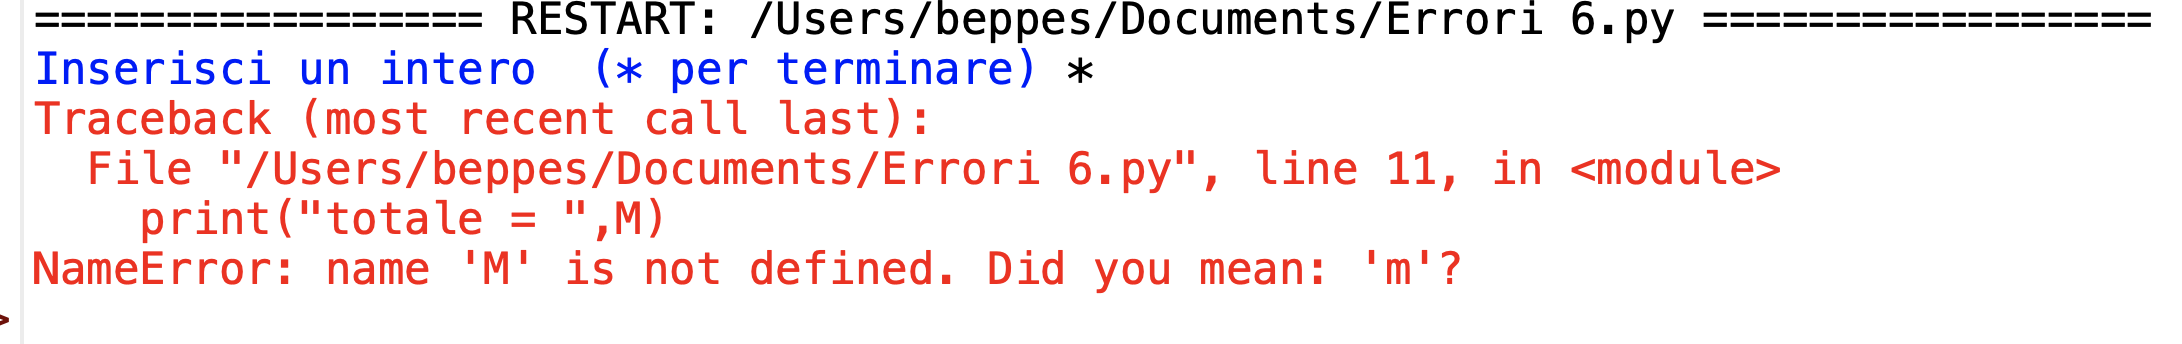 ================= RESTART: /Users/beppes/Documents/Errori 6.py ================
Inserisci un intero  (* per terminare) *
Traceback (most recent call last):
  File "/Users/beppes/Documents/Errori 6.py", line 11, in <module>
    print("totale = ",M)
NameError: name 'M' is not defined. Did you mean: 'm'?
>